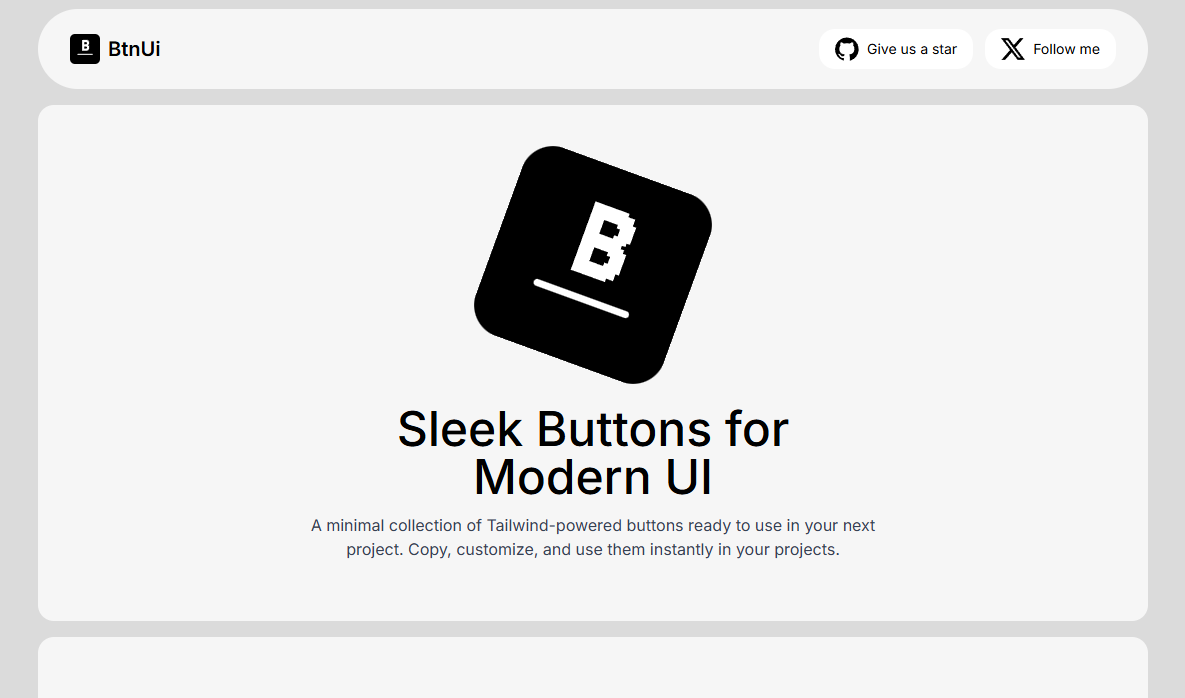 B
BtnUi
Give us a star
Follow me
B
Sleek Buttons for
Modern UI
A minimal collection of Tailwind-powered buttons ready to use in your next
project. Copy, customize, and use them instantly in your projects.